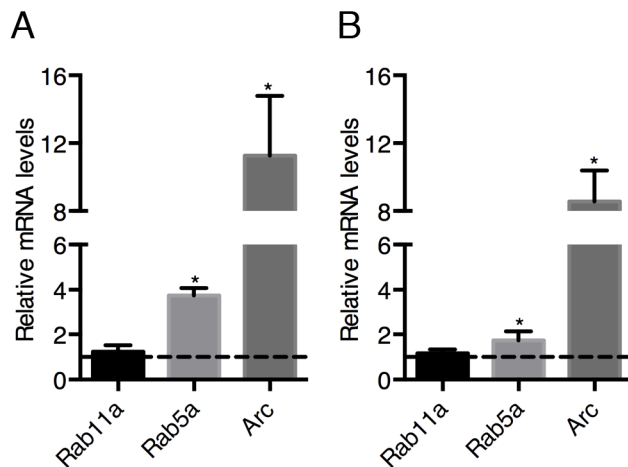 A
Relative mRNA levels
16
12
8
6
4
2
0
*
*
Rab11a
Rab5a
Arc
B
Relative mRNA levels
16
12
8
6
4
2
0
*
*
Rab11a
Rab5a
Arc